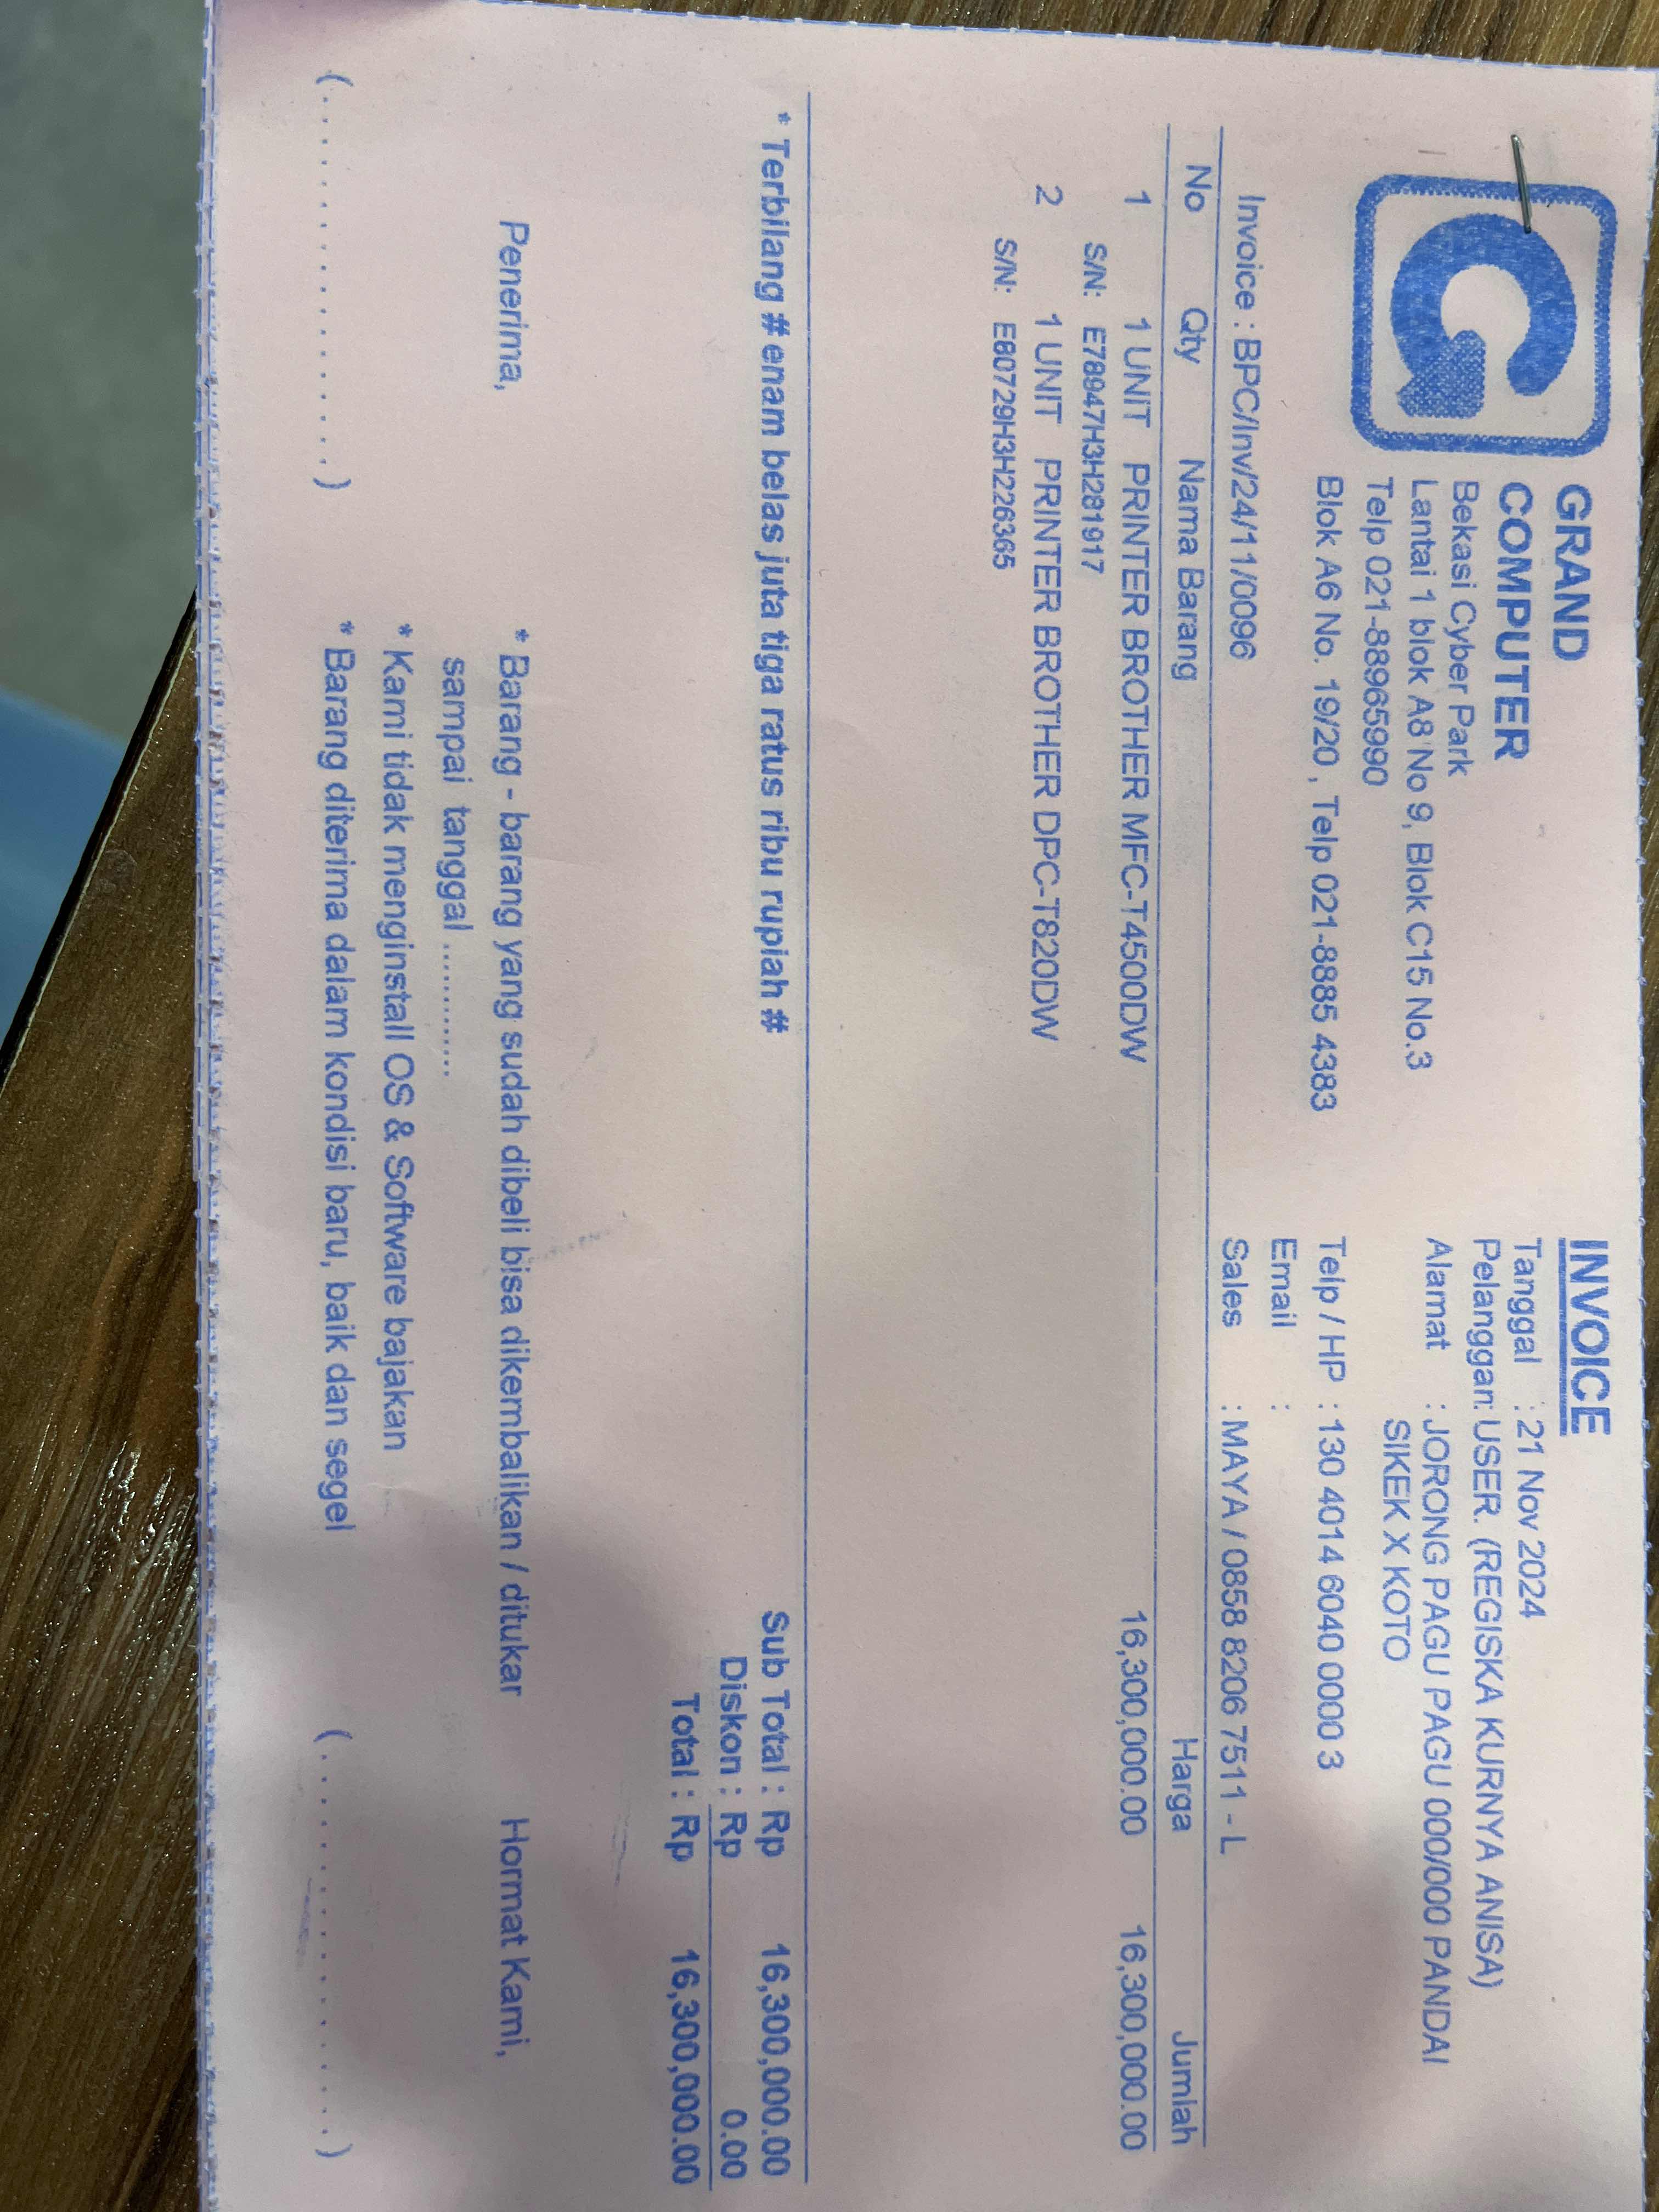 GRAND
COMPUTER
Bekasi Cyber Park
Lantai 1 blok A8 No 9, Blok C15 No.3
Telp 021-88965990
Blok A6 No. 19/20 , Telp 021-8885 4383
INVOICE
Tanggal : 21 Nov 2024
Pelanggan: USER. (REGISKA KURNYA ANISA)
Alamat : JORONG PAGU PAGU 000/000 PANDAI
SIKEK X KOTO
Telp / HP : 130 4014 6040 0000 3
Email :
Sales : MAYA / 0858 8206 7511 - L
Invoice : BPC/Inv/24/11/0096
No Qty Nama Barang Harga Jumlah
1 1 UNIT PRINTER BROTHER MFC-T4500DW 16,300,000.00 16,300,000.00
S/N: E78947H3H281917
2 1 UNIT PRINTER BROTHER DPC-T820DW
S/N: E80729H3H226365
* Terbilang # enam belas juta tiga ratus ribu rupiah #
Sub Total : Rp 16,300,000.00
Diskon : Rp 0.00
Total : Rp 16,300,000.00
Penerima,
* Barang - barang yang sudah dibeli bisa dikembalikan / ditukar
sampai tanggal ..........
* Kami tidak menginstall OS & Software bajakan
* Barang diterima dalam kondisi baru, baik dan segel
Hormat Kami,
(....................)
(....................)